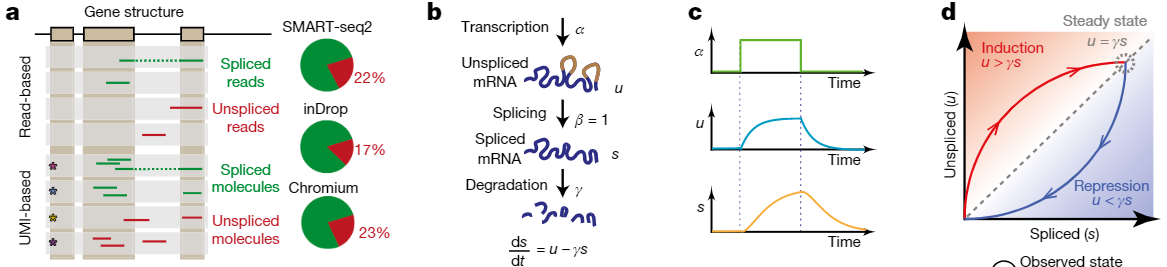 a
Gene structure
Read-based
UMI-based
Spliced
reads
Unspliced
reads
Spliced
molecules
Unspliced
molecules
SMART-seq2
22%
inDrop
17%
Chromium
23%
b
Transcription
α
Unspliced
mRNA
u
Splicing
β = 1
Spliced
mRNA
s
Degradation
γ
ds/dt = u – γs
c
α
Time
u
Time
s
Time
d
Steady state
u = γs
Induction
u > γs
Unspliced (u)
Repression
u < γs
Spliced (s)
Observed state